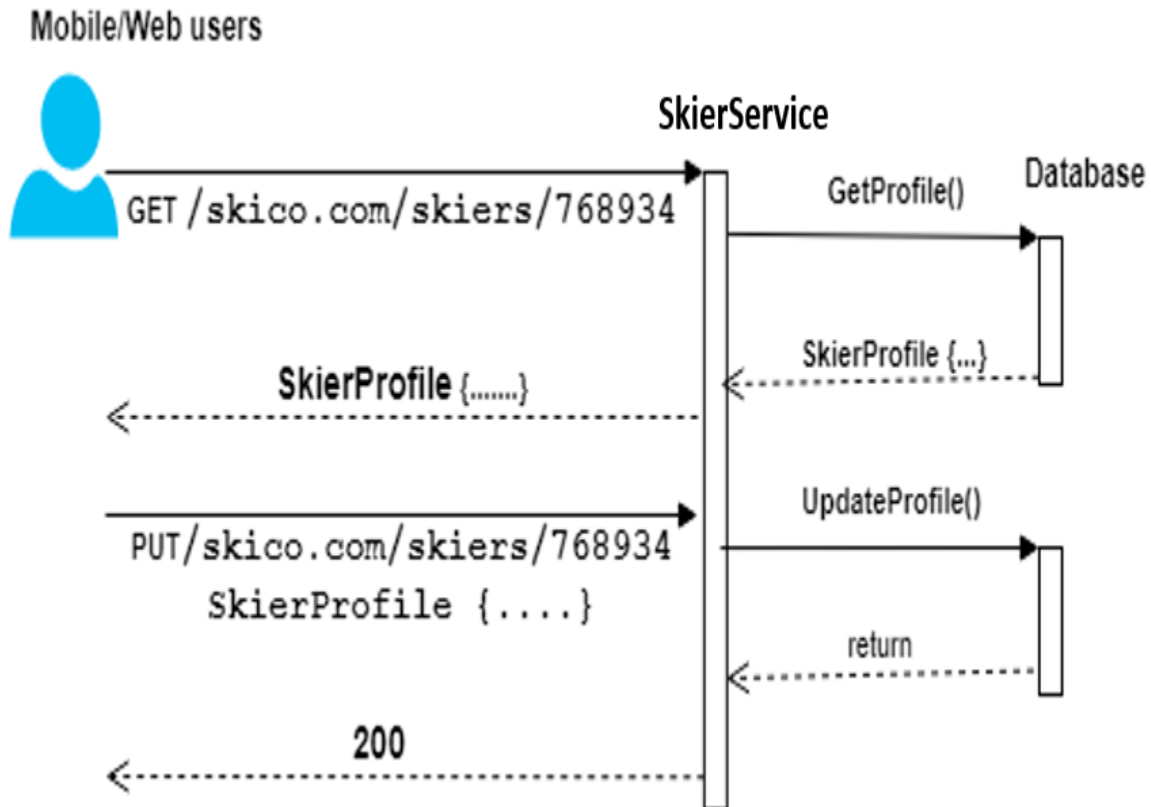 Mobile/Web users
SkierService
Database
GET /skico.com/skiers/768934
GetProfile()
SkierProfile {...}
SkierProfile {.......}
UpdateProfile()
PUT/skico.com/skiers/768934
SkierProfile {....}
return
200